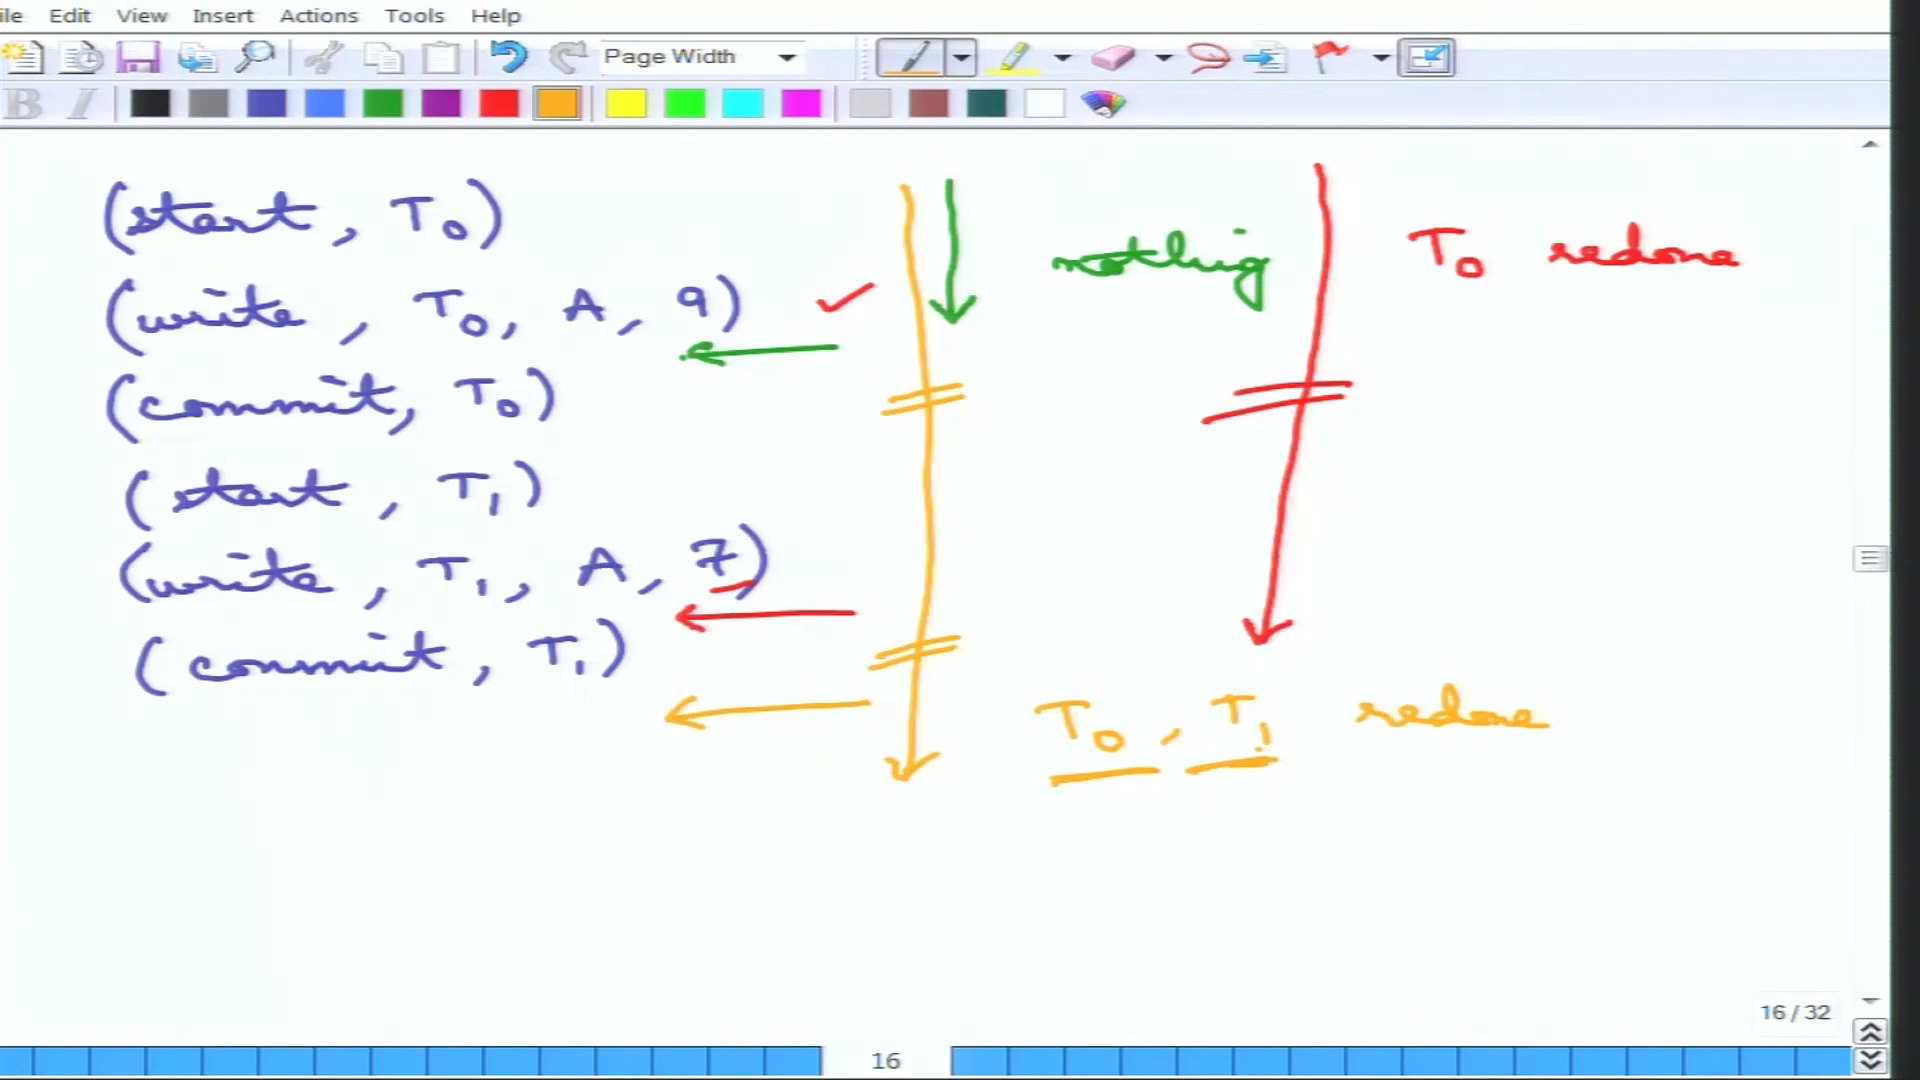 ile Edit View Insert Actions Tools Help
Page Width
B I
(start, T0)
(write, T0, A, 9)
(commit, T0)
(start, T1)
(write, T1, A, 7)
(commit, T1)
nothing
T0 redone
T0, T1 redone
16 / 32
16